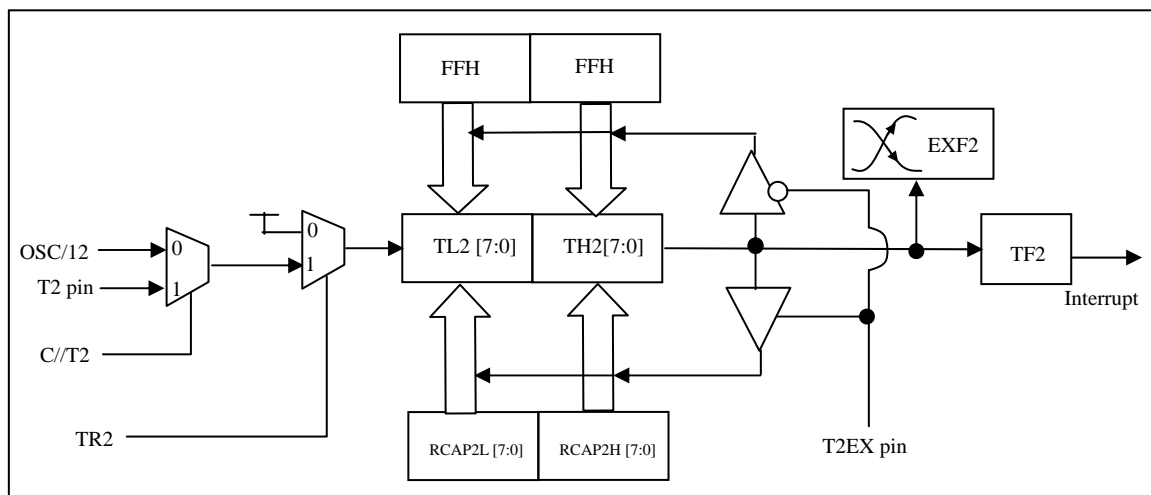 FFH FFH
EXF2
0
OSC/12 0
TL2 [7:0] TH2[7:0]
TF2
1
T2 pin 1
Interrupt
C//T2
TR2
RCAP2L [7:0] RCAP2H [7:0]
T2EX pin